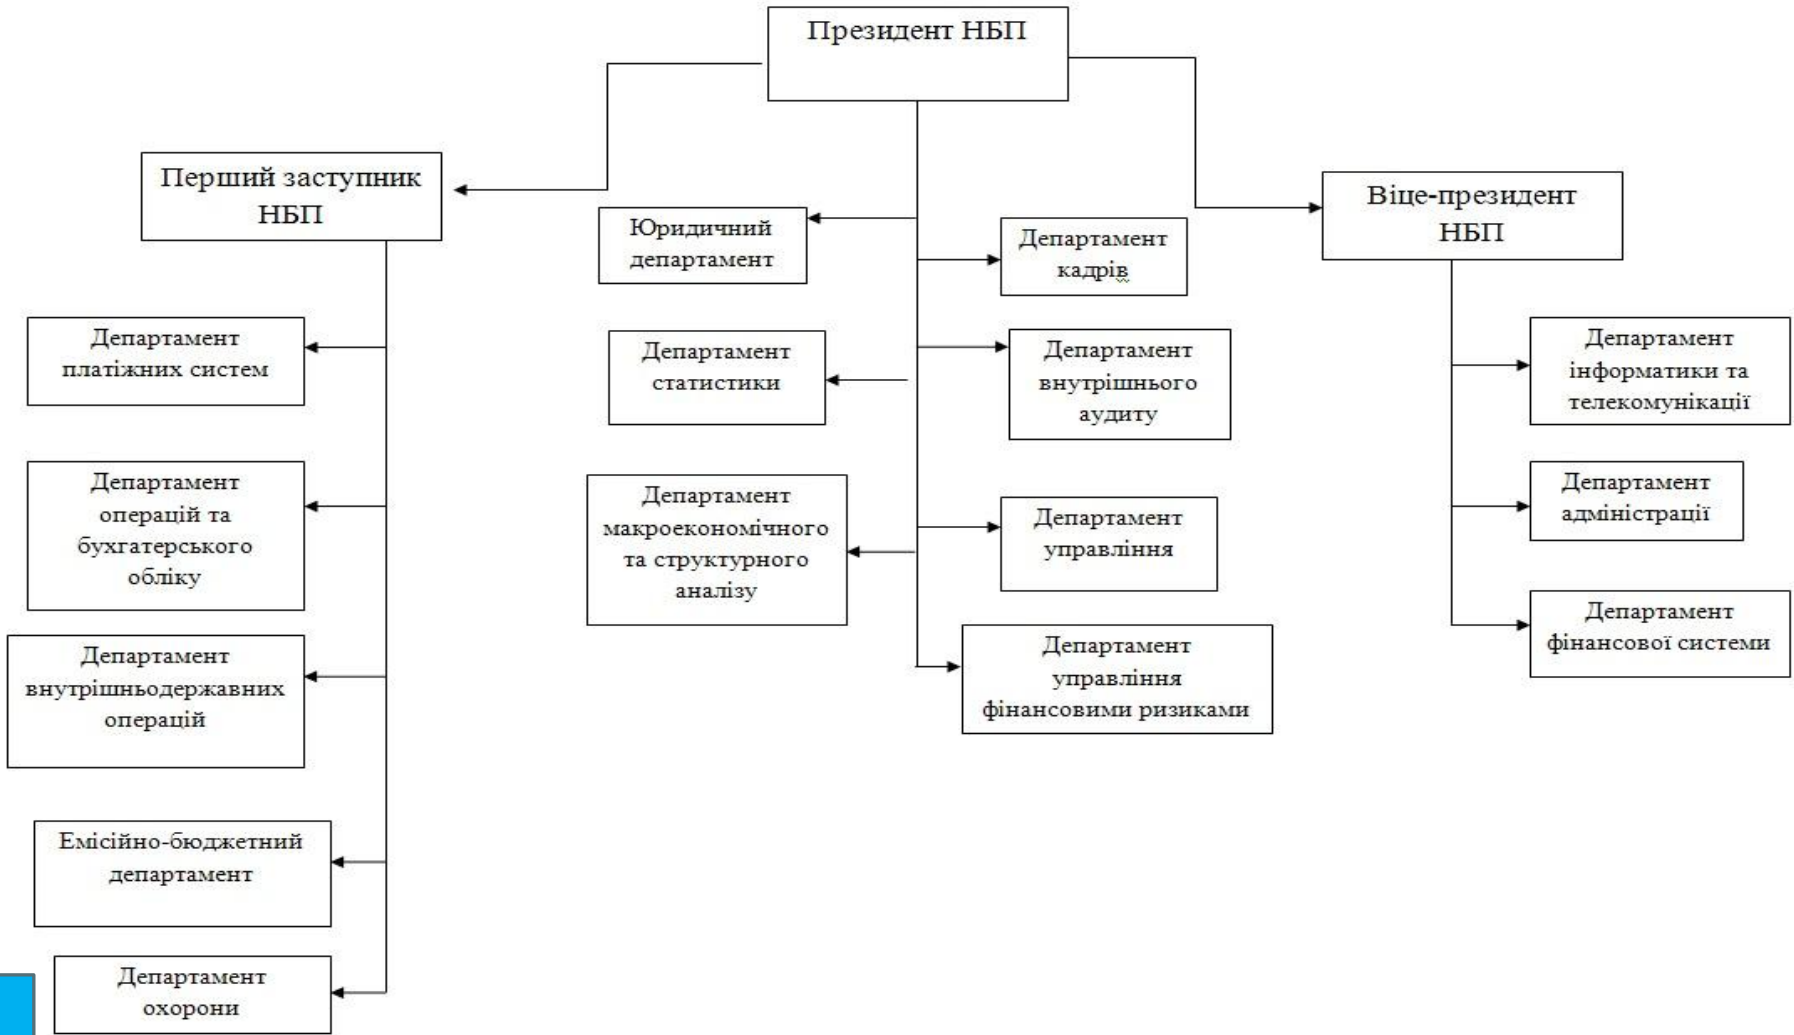 Президент НБП
Перший заступник
НБП
Віце-президент
НБП
Юридичний
департамент
Департамент
кадрів
Департамент
платіжних систем
Департамент
статистики
Департамент
внутрішнього
аудиту
Департамент
інформатики та
телекомунікації
Департамент
операцій та
бухгатерського
обліку
Департамент
макроекономічного
та структурного
аналізу
Департамент
управління
Департамент
адміністрації
Департамент
внутрішньодержавних
операцій
Департамент
управління
фінансовими ризиками
Департамент
фінансової системи
Емісійно-бюджетний
департамент
Департамент
охорони